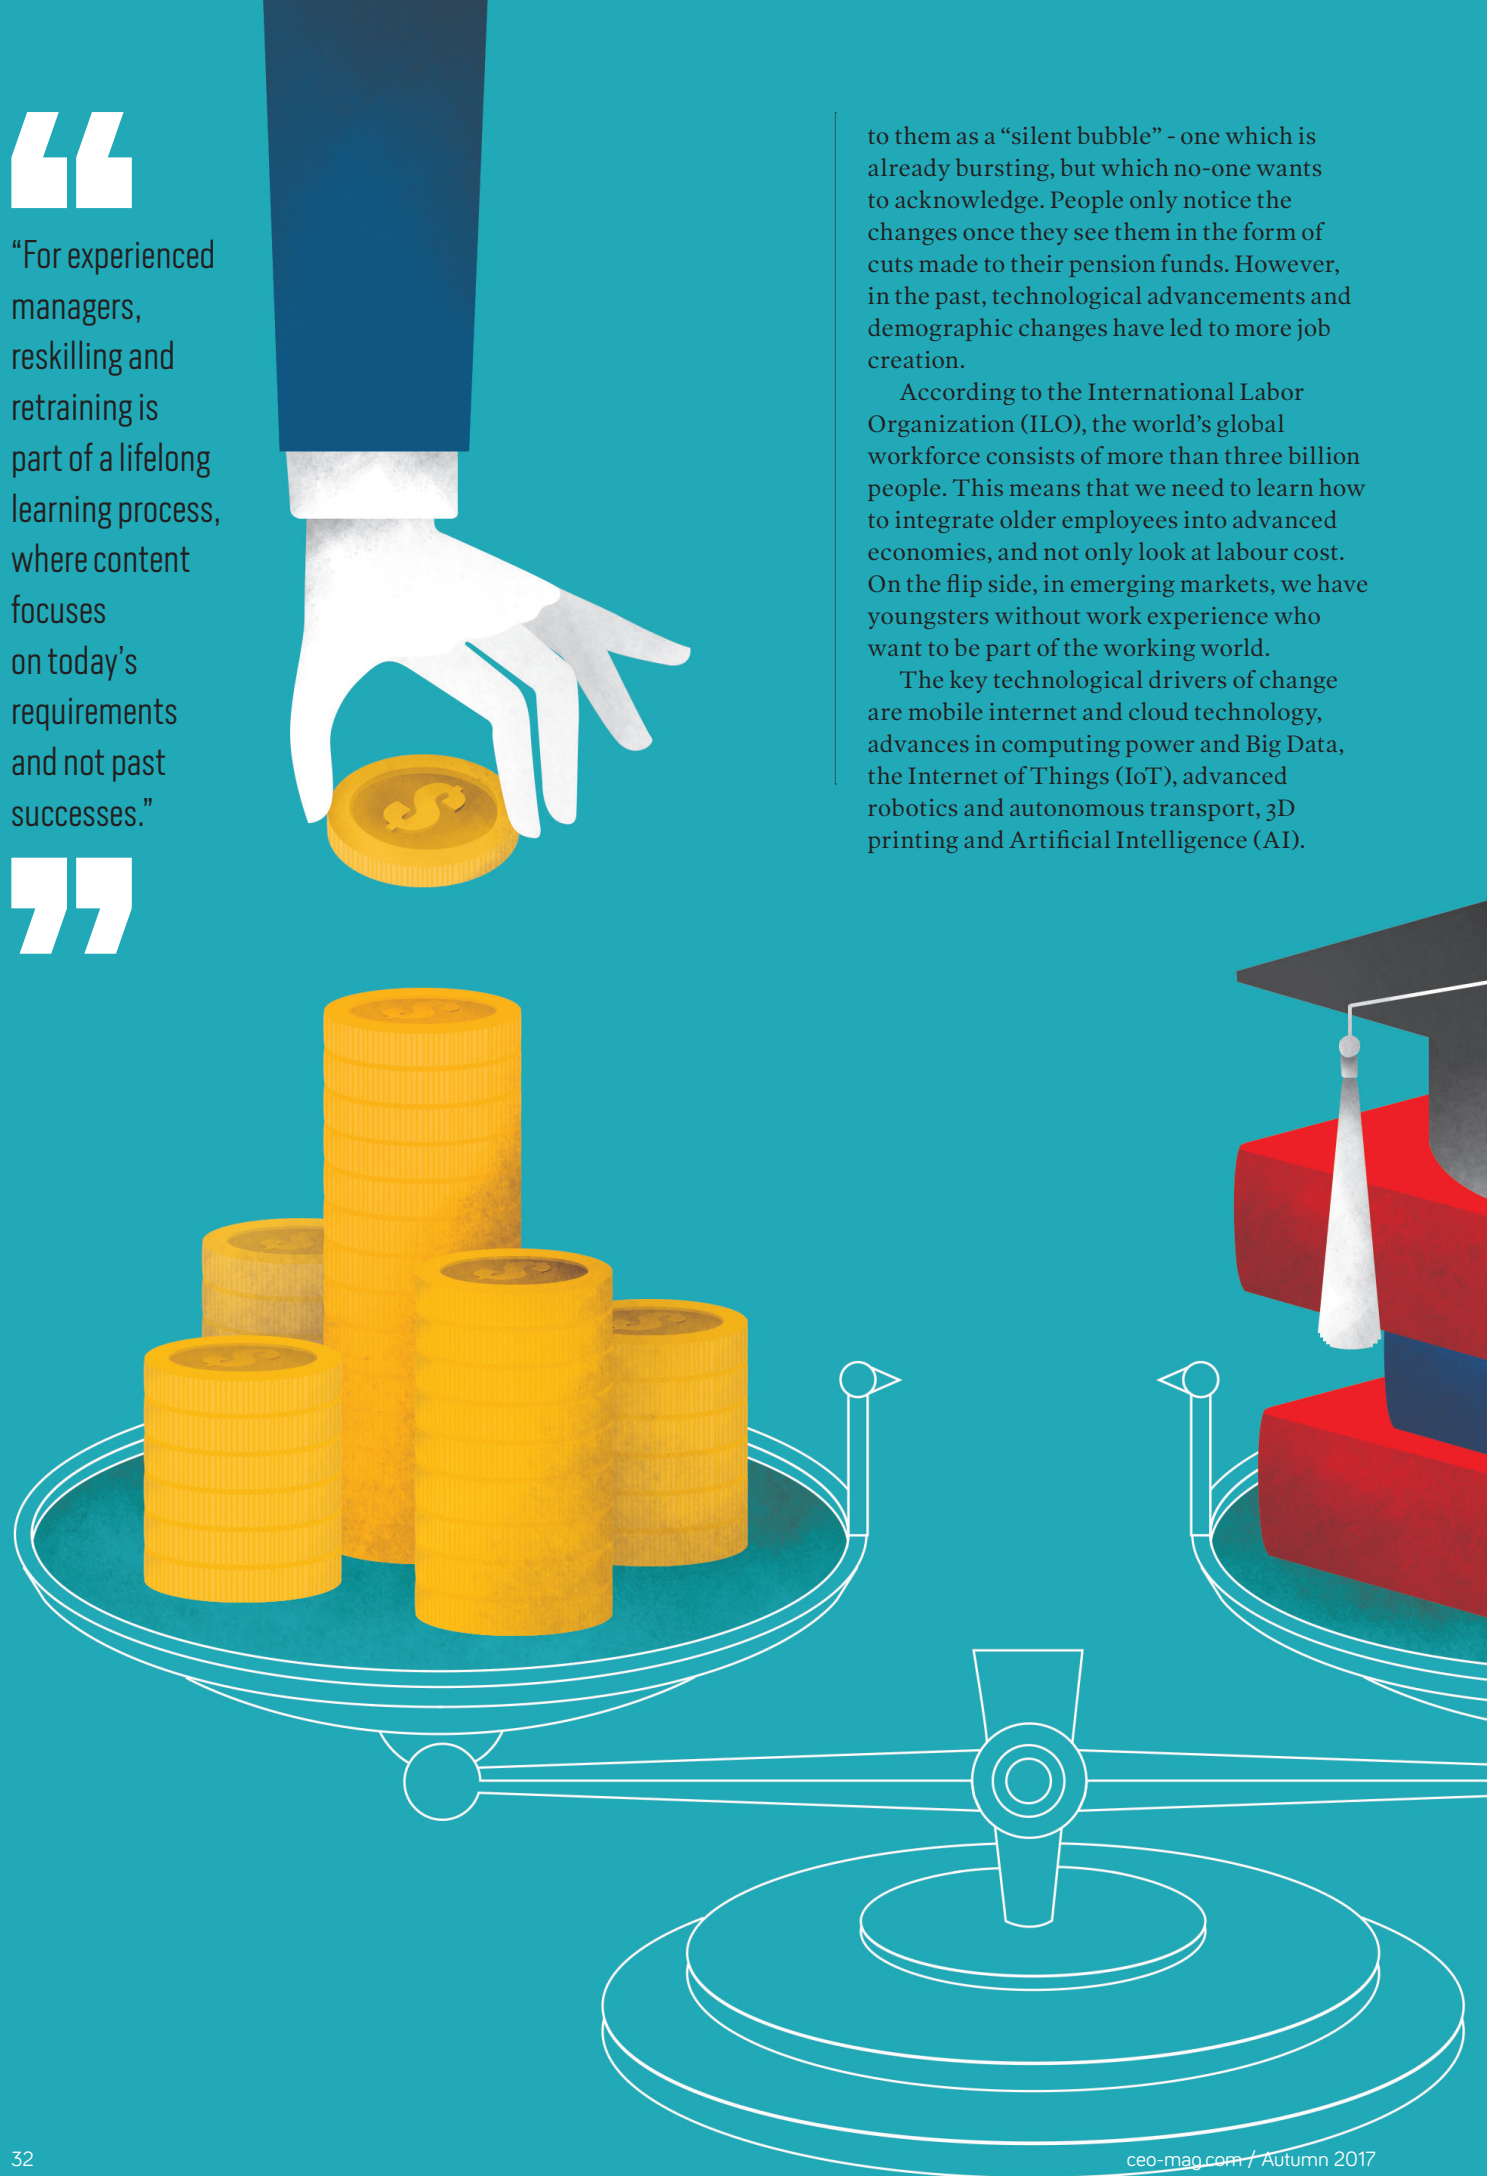 “For experienced
managers,
reskilling and
retraining is
part of a lifelong
learning process,
where content
focuses
on today’s
requirements
and not past
successes.”
to them as a “silent bubble” - one which is
already bursting, but which no-one wants
to acknowledge. People only notice the
changes once they see them in the form of
cuts made to their pension funds. However,
in the past, technological advancements and
demographic changes have led to more job
creation.
According to the International Labor
Organization (ILO), the world’s global
workforce consists of more than three billion
people. This means that we need to learn how
to integrate older employees into advanced
economies, and not only look at labour cost.
On the flip side, in emerging markets, we have
youngsters without work experience who
want to be part of the working world.
The key technological drivers of change
are mobile internet and cloud technology,
advances in computing power and Big Data,
the Internet of Things (IoT), advanced
robotics and autonomous transport, 3D
printing and Artificial Intelligence (AI).
32
ceo-mag.com / Autumn 2017